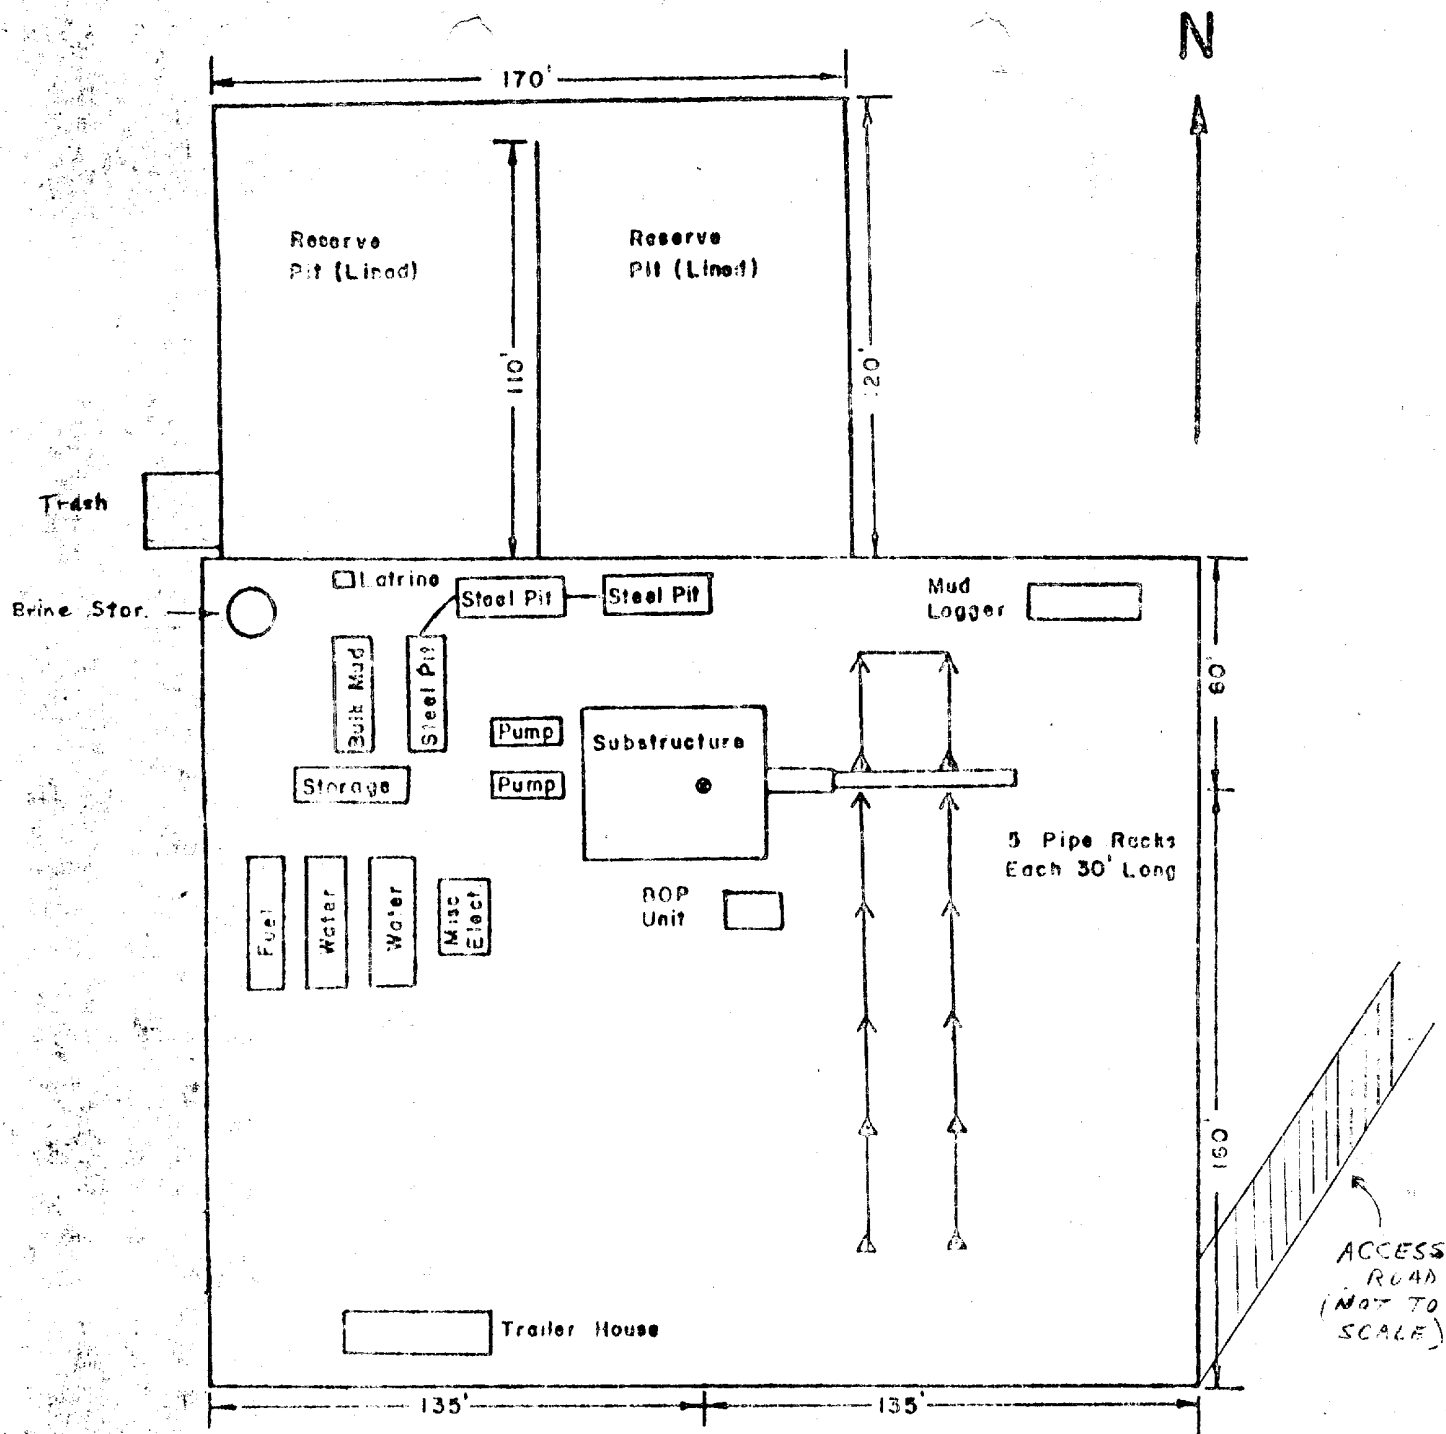 N
170'
Reserve
Pit (Lined)
Reserve
Pit (Lined)
110'
120'
Trash
Latrine
Steel Pit
Steel Pit
Mud
Logger
Brine Stor.
Bulk Mud
Steel Pit
80'
Pump
Substructure
Storage
Pump
5 Pipe Racks
Each 30' Long
Fuel
Water
Water
Misc
Elect.
BOP
Unit
160'
ACCESS
ROAD
(NOT TO
SCALE)
Trailer House
135'
135'